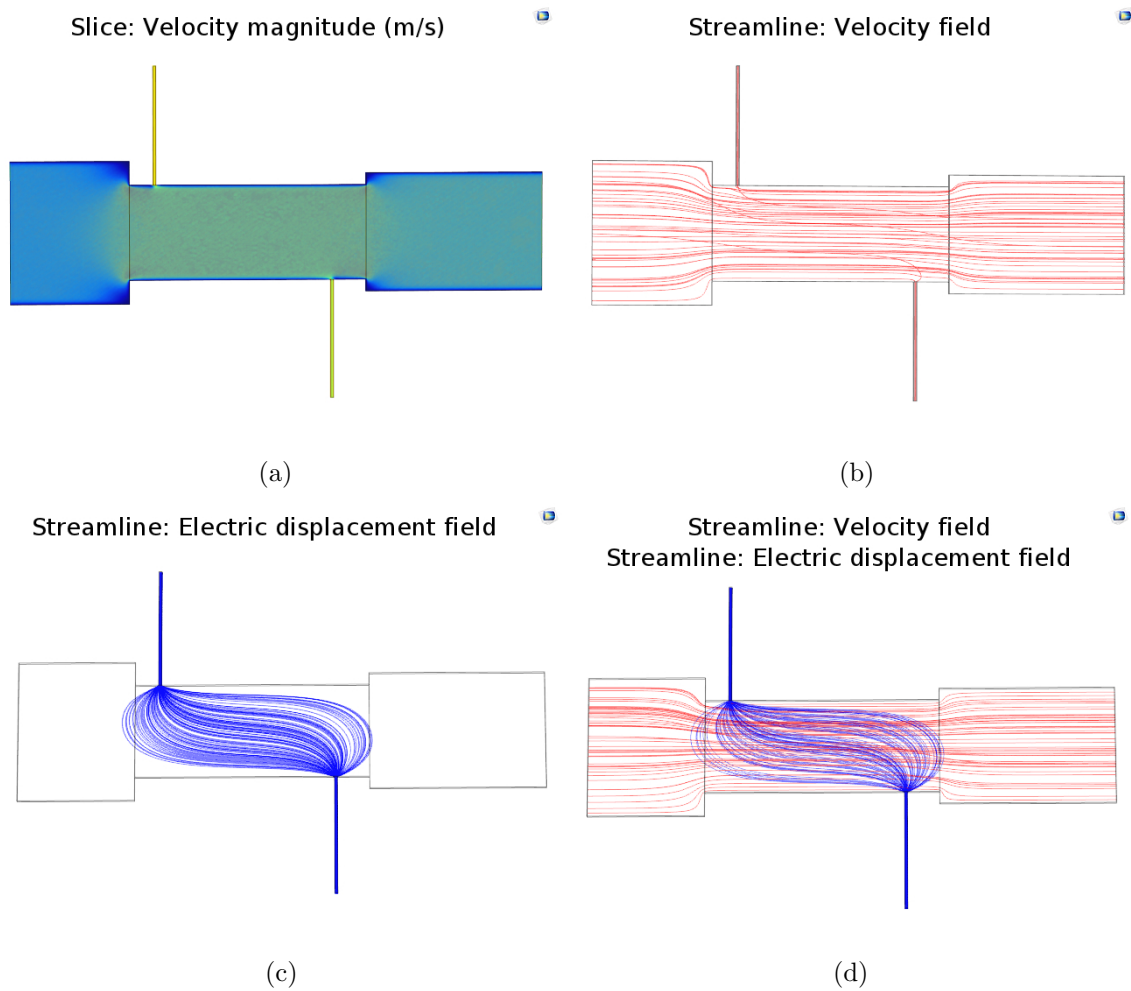 Slice: Velocity magnitude (m/s)
Streamline: Velocity field
(a)
(b)
Streamline: Electric displacement field
Streamline: Velocity field
Streamline: Electric displacement field
(c)
(d)